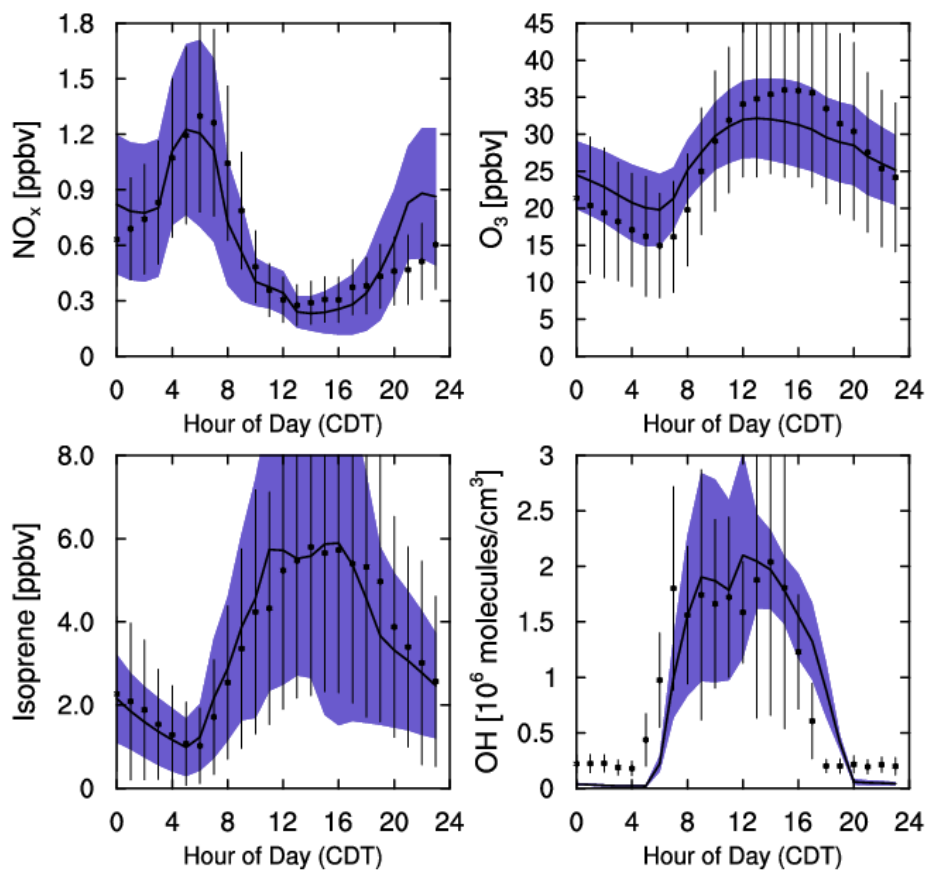 NOx [ppbv]
1.8
1.5
1.2
0.9
0.6
0.3
0
0 4 8 12 16 20 24
Hour of Day (CDT)
O3 [ppbv]
45
40
35
30
25
20
15
10
5
0
0 4 8 12 16 20 24
Hour of Day (CDT)
Isoprene [ppbv]
8.0
6.0
4.0
2.0
0
0 4 8 12 16 20 24
Hour of Day (CDT)
OH [10⁶ molecules/cm³]
3
2.5
2
1.5
1
0.5
0
0 4 8 12 16 20 24
Hour of Day (CDT)